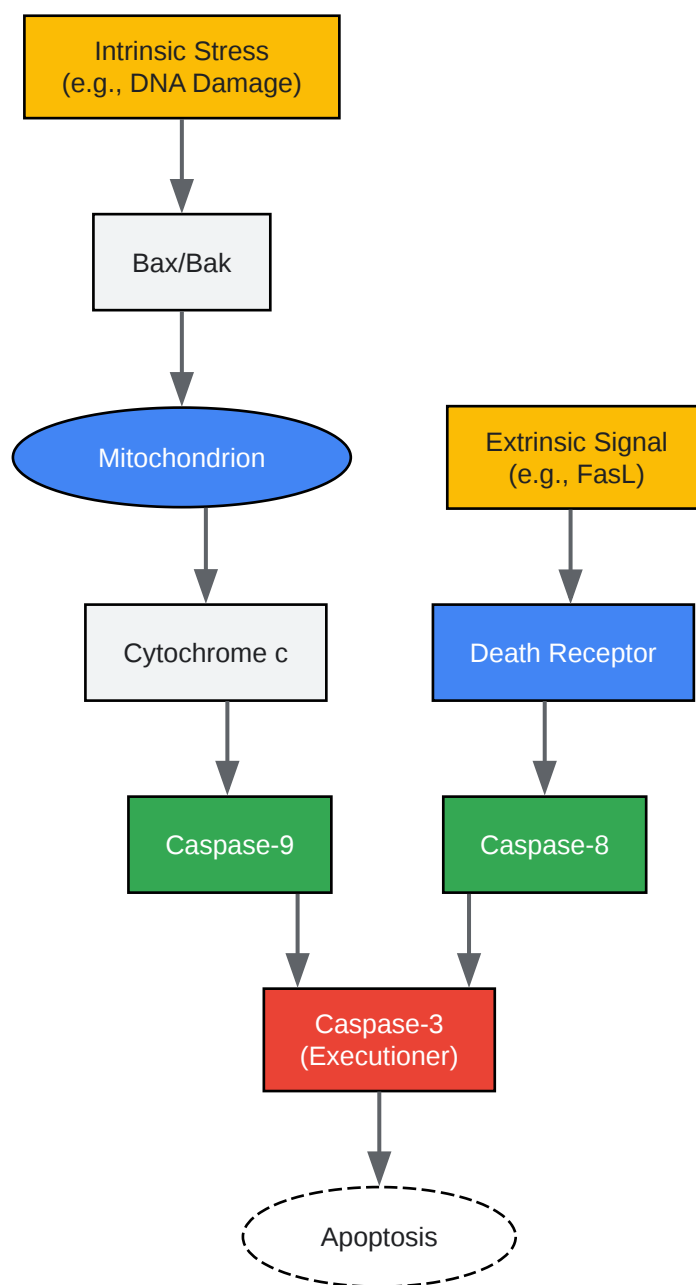 Intrinsic Stress
(e.g., DNA Damage)
Bax/Bak
Mitochondrion
Extrinsic Signal
(e.g., FasL)
Cytochrome c
Death Receptor
Caspase-9
Caspase-8
Caspase-3
(Executioner)
Apoptosis